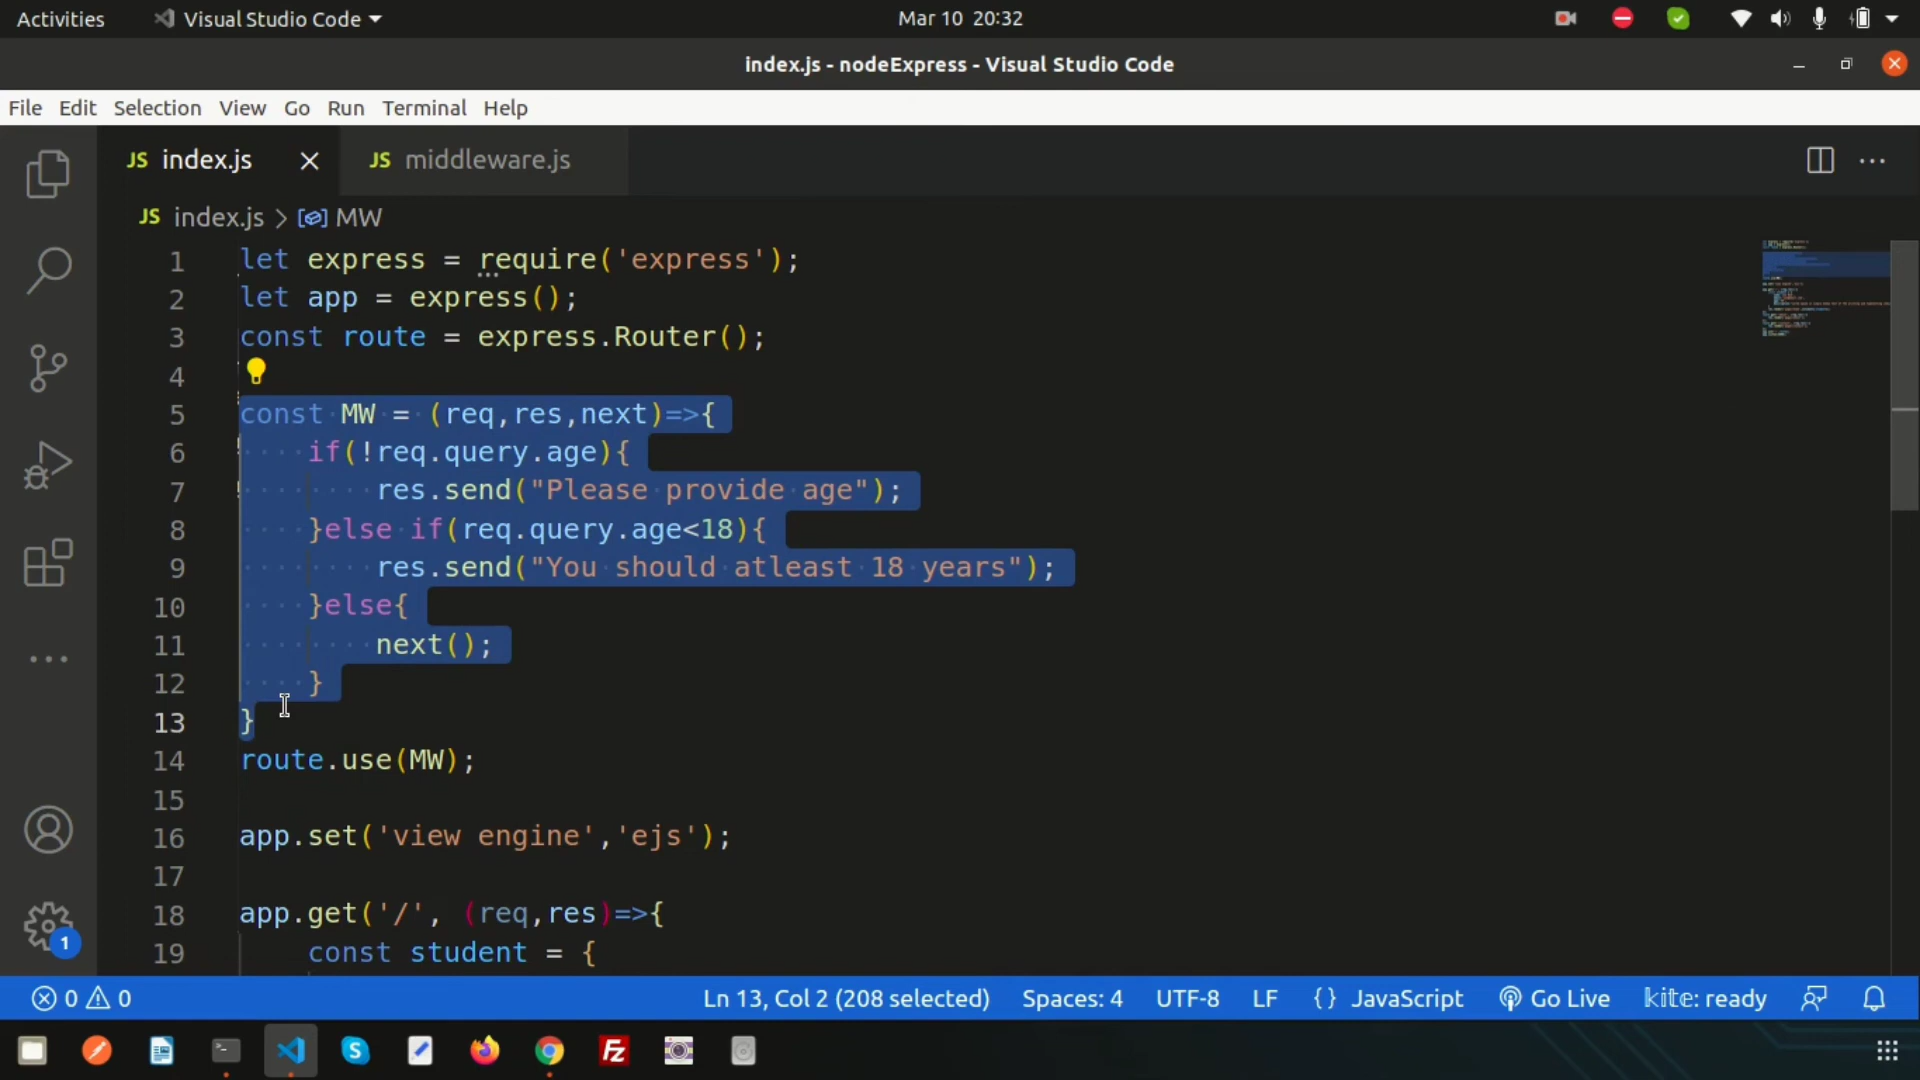 Activities Visual Studio Code Mar 10 20:32
index.js - nodeExpress - Visual Studio Code
File Edit Selection View Go Run Terminal Help
JS index.js JS middleware.js
JS index.js > MW
1 let express = require('express');
2 let app = express();
3 const route = express.Router();
4
5 const MW = (req,res,next)=>{
6 if(!req.query.age){
7 res.send("Please provide age");
8 }else if(req.query.age<18){
9 res.send("You should atleast 18 years");
10 }else{
11 next();
12 }
13 }
14 route.use(MW);
15
16 app.set('view engine','ejs');
17
18 app.get('/', (req,res)=>{
19 const student = {
1
0 0 Ln 13, Col 2 (208 selected) Spaces: 4 UTF-8 LF {} JavaScript Go Live kite: ready